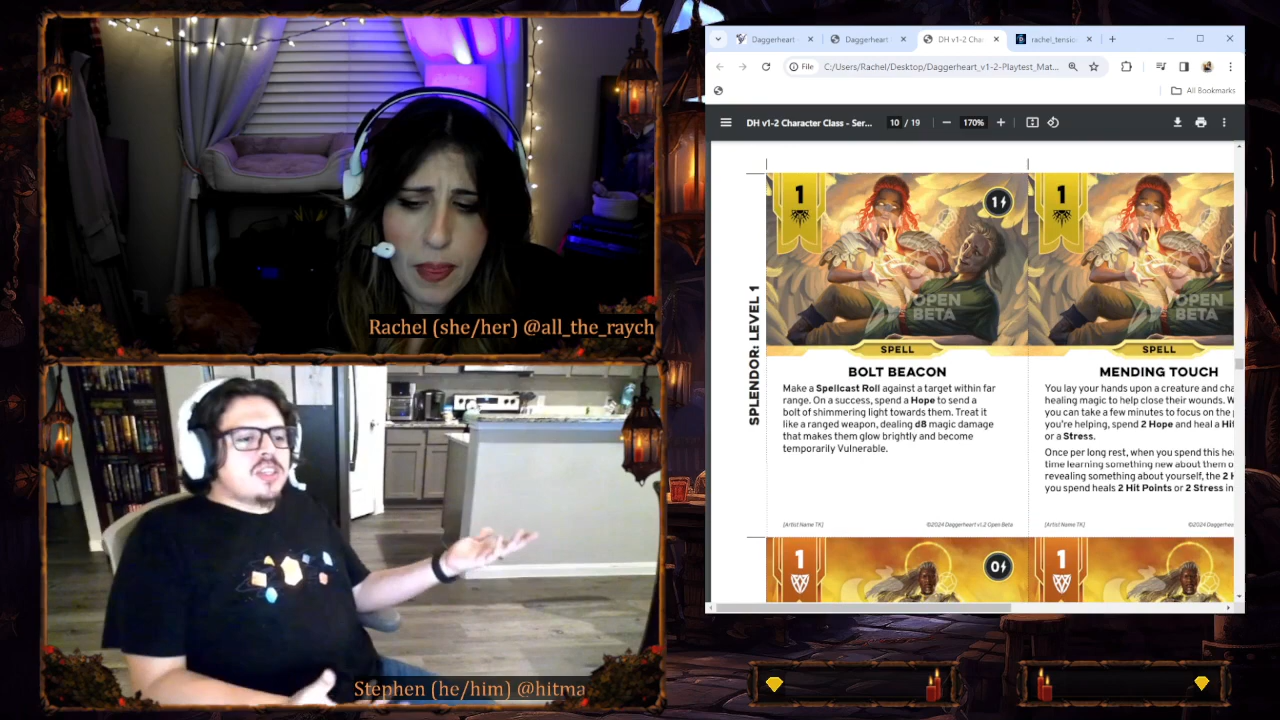 Rachel (she/her) @all_the_raych
Stephen (he/him) @hitma
Daggerheart
Daggerheart
DH v1-2 Cha
rachel_tensio
File
C:/Users/Rachel/Desktop/Daggerheart_v1-2-Playtest_Mat...
All Bookmarks
DH v1-2 Character Class - Ser...
10 / 19
170%
SPLENDOR: LEVEL 1
1
1
OPEN
BETA
SPELL
BOLT BEACON
Make a Spellcast Roll against a target within far
range. On a success, spend a Hope to send a
bolt of shimmering light towards them. Treat it
like a ranged weapon, dealing d8 magic damage
that makes them glow brightly and become
temporarily Vulnerable.
[Artist Name TK]
©2024 Daggerheart v1.2 Open Beta
1
OPEN
BETA
SPELL
MENDING TOUCH
You lay your hands upon a creature and cha
healing magic to help close their wounds. W
you can take a few minutes to focus on the
you're helping, spend 2 Hope and heal a Hi
or a Stress.
Once per long rest, when you spend this hea
time learning something new about them o
revealing something about yourself, the 2 H
you spend heals 2 Hit Points or 2 Stress in
[Artist Name TK]
©2024 Daggerhea
1
0
1